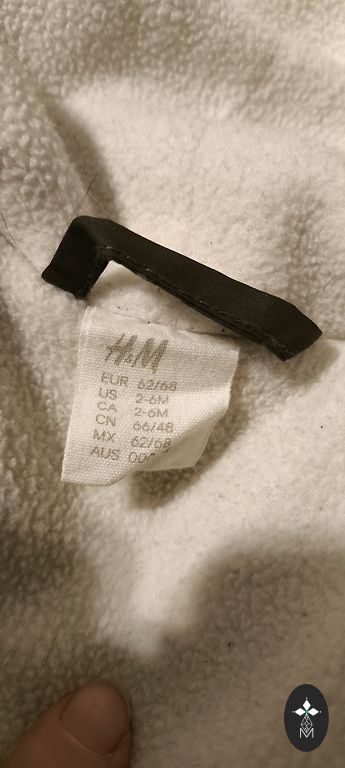 H&M
EUR 62/68
US 2-6M
CA 2-6M
CN 66/48
MX 62/68
AUS
M